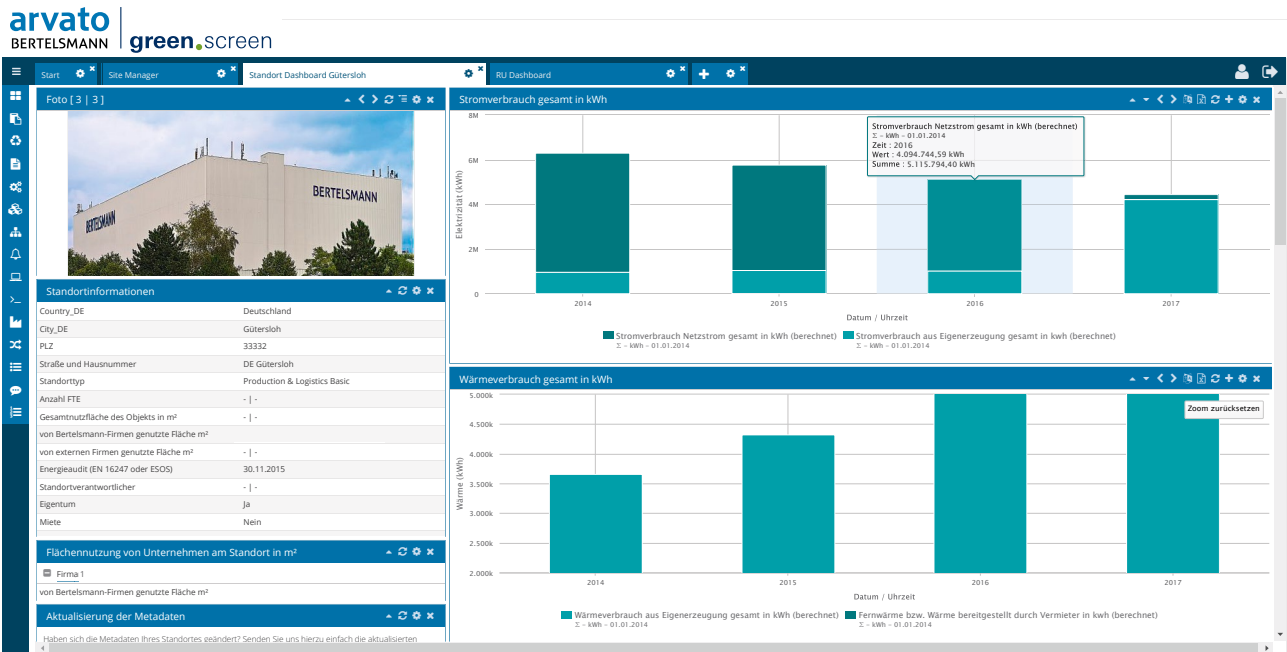 arvato
BERTELSMANN
green.screen
Start
Site Manager
Standort Dashboard Gütersloh
RU Dashboard
Foto [ 3 | 3 ]
BERTELSMANN
BERTELSMANN
Standortinformationen
Country_DE Deutschland
City_DE Gütersloh
PLZ 33332
Straße und Hausnummer DE Gütersloh
Standorttyp Production & Logistics Basic
Anzahl FTE - | -
Gesamtnutzfläche des Objekts in m² - | -
von Bertelsmann-Firmen genutzte Fläche m²
von externen Firmen genutzte Fläche m² - | -
Energieaudit (EN 16247 oder ESOS) 30.11.2015
Standortverantwortlicher - | -
Eigentum Ja
Miete Nein
Flächennutzung von Unternehmen am Standort in m²
Firma 1
von Bertelsmann-Firmen genutzte Fläche m²
Aktualisierung der Metadaten
Haben sich die Metadaten Ihres Standortes geändert? Senden Sie uns hierzu einfach die aktualisierten
Stromverbrauch gesamt in kWh
Elektrizität (kWh)
8M
6M
4M
2M
0
Stromverbrauch Netzstrom gesamt in kWh (berechnet)
Σ – kWh – 01.01.2014
Zeit : 2016
Wert : 4.094.744,59 kWh
Summe : 5.115.794,40 kWh
2014 2015 2016 2017
Datum / Uhrzeit
Stromverbrauch Netzstrom gesamt in kWh (berechnet) Stromverbrauch aus Eigenerzeugung gesamt in kwh (berechnet)
Σ – kWh – 01.01.2014 Σ – kWh – 01.01.2014
Wärmeverbrauch gesamt in kWh
Zoom zurücksetzen
Wärme (kWh)
5.000k
4.500k
4.000k
3.500k
3.000k
2.500k
2.000k
2014 2015 2016 2017
Datum / Uhrzeit
Wärmeverbrauch aus Eigenerzeugung gesamt in kWh (berechnet) Fernwärme bzw. Wärme bereitgestellt durch Vermieter in kwh (berechnet)
Σ – kWh – 01.01.2014 Σ – kWh – 01.01.2014